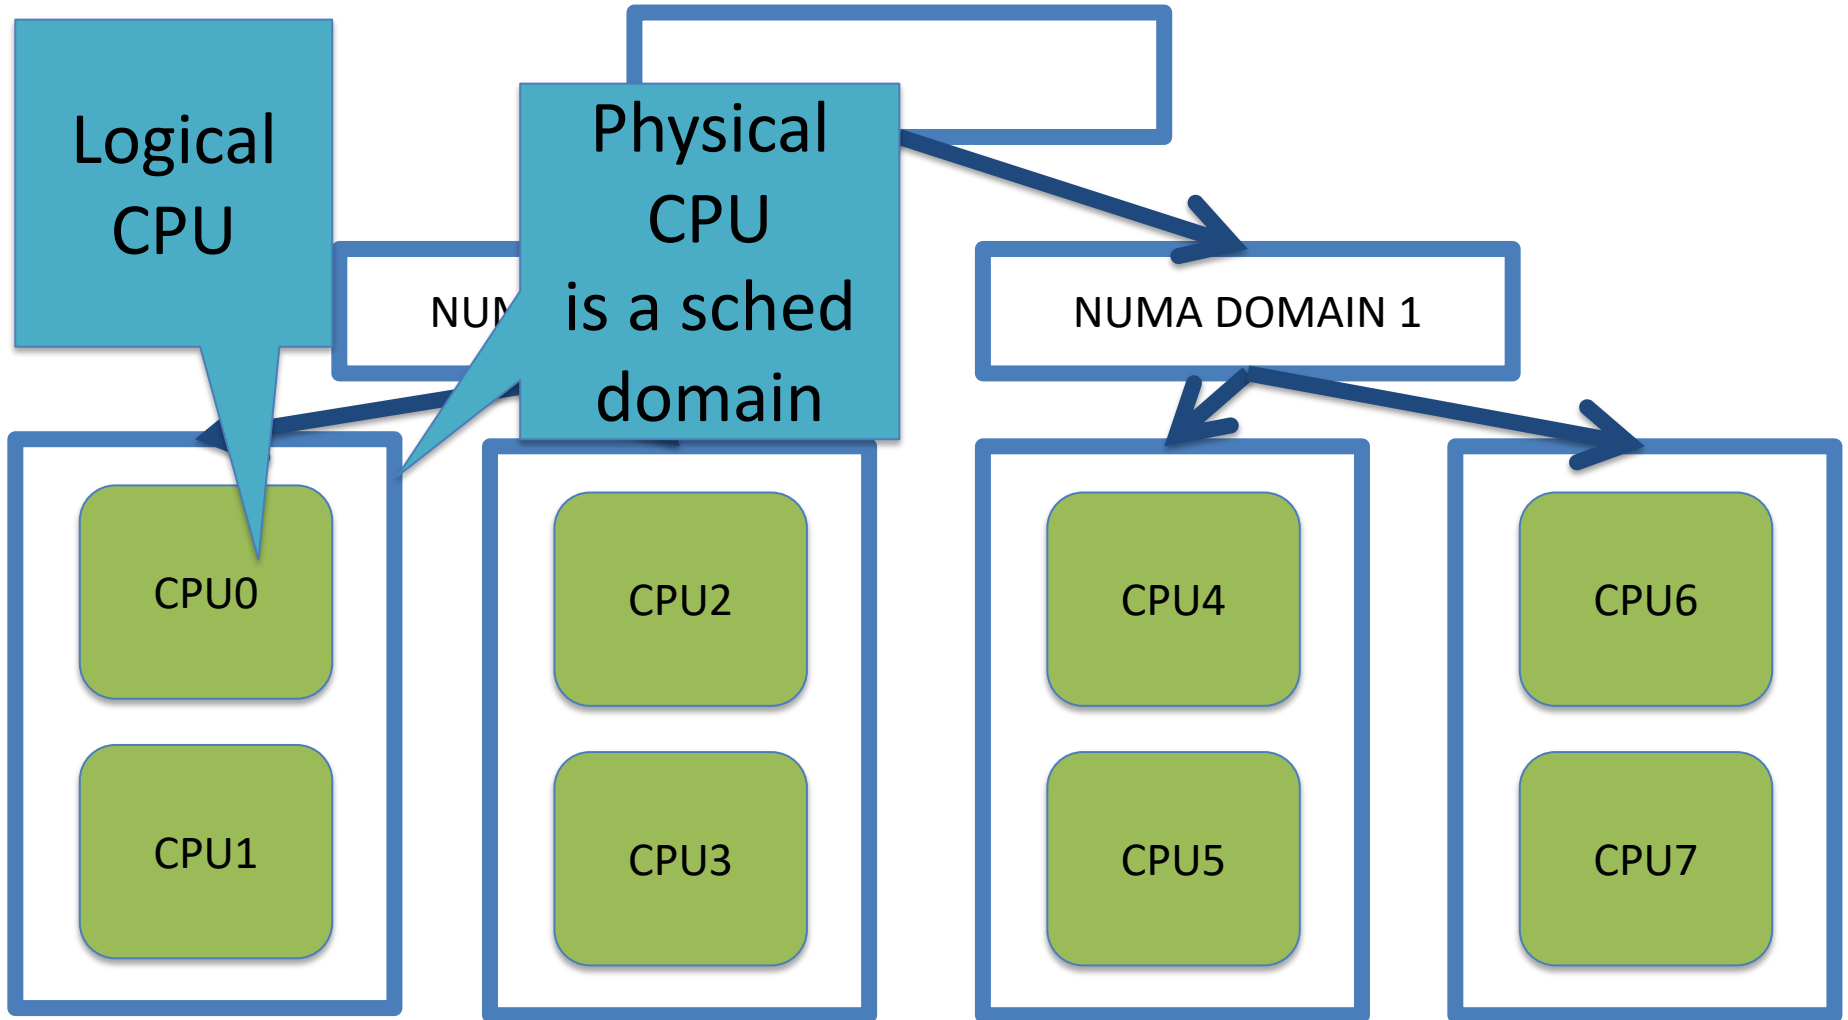 Logical
CPU
Physical
CPU
is a sched
domain
NUMA DOMAIN 1
CPU0
CPU2
CPU4
CPU6
CPU1
CPU3
CPU5
CPU7